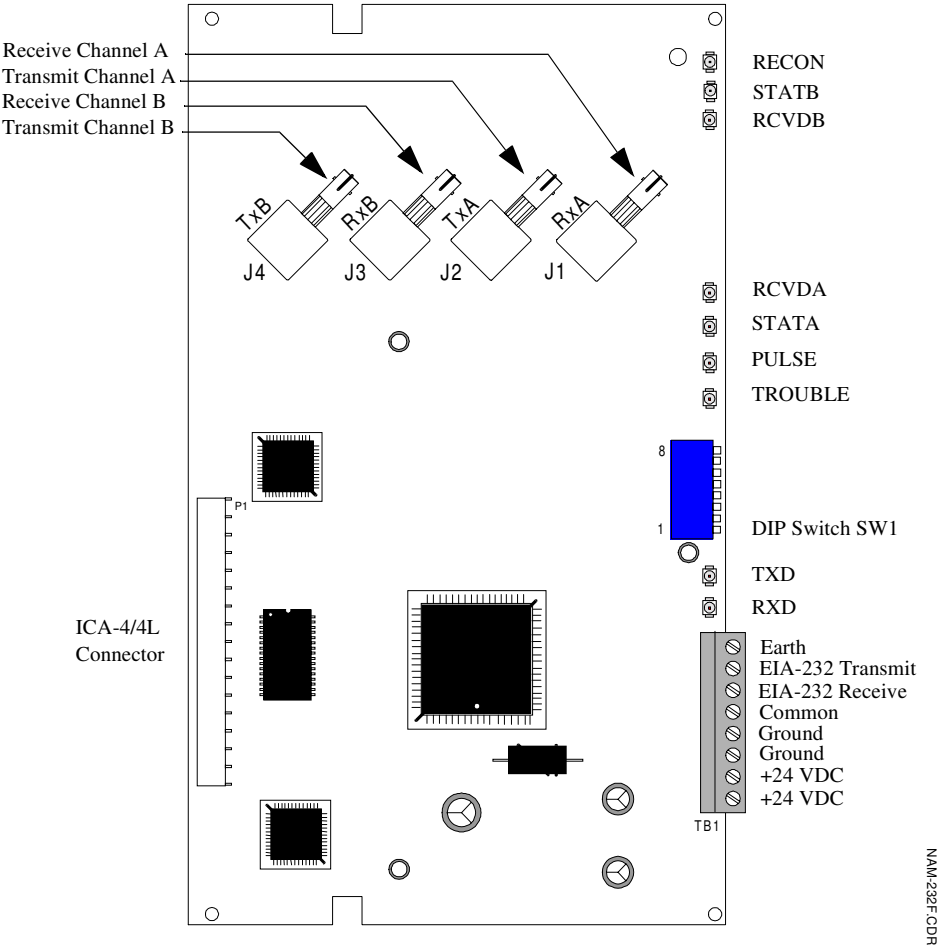 Receive Channel A
Transmit Channel A
Receive Channel B
Transmit Channel B
TxB
RxB
TxA
RxA
J4
J3
J2
J1
RECON
STATB
RCVDB
RCVDA
STATA
PULSE
TROUBLE
8
1
DIP Switch SW1
TXD
RXD
P1
ICA-4/4L
Connector
Earth
EIA-232 Transmit
EIA-232 Receive
Common
Ground
Ground
+24 VDC
+24 VDC
TB1
NAM-232F.CDR